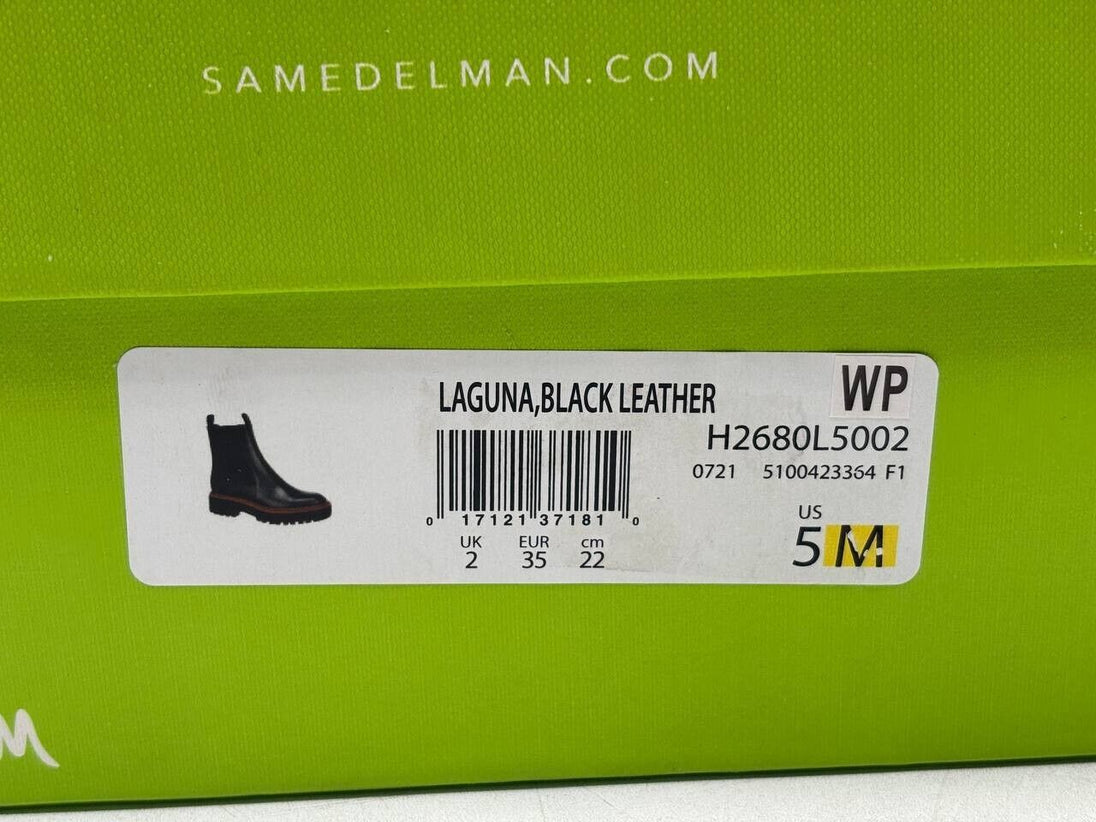 SAMEDELMAN.COM
LAGUNA,BLACK LEATHER
WP
H2680L5002
0721 5100423364 F1
0 17121 37181 0
UK EUR cm
2 35 22
US
5 M
M